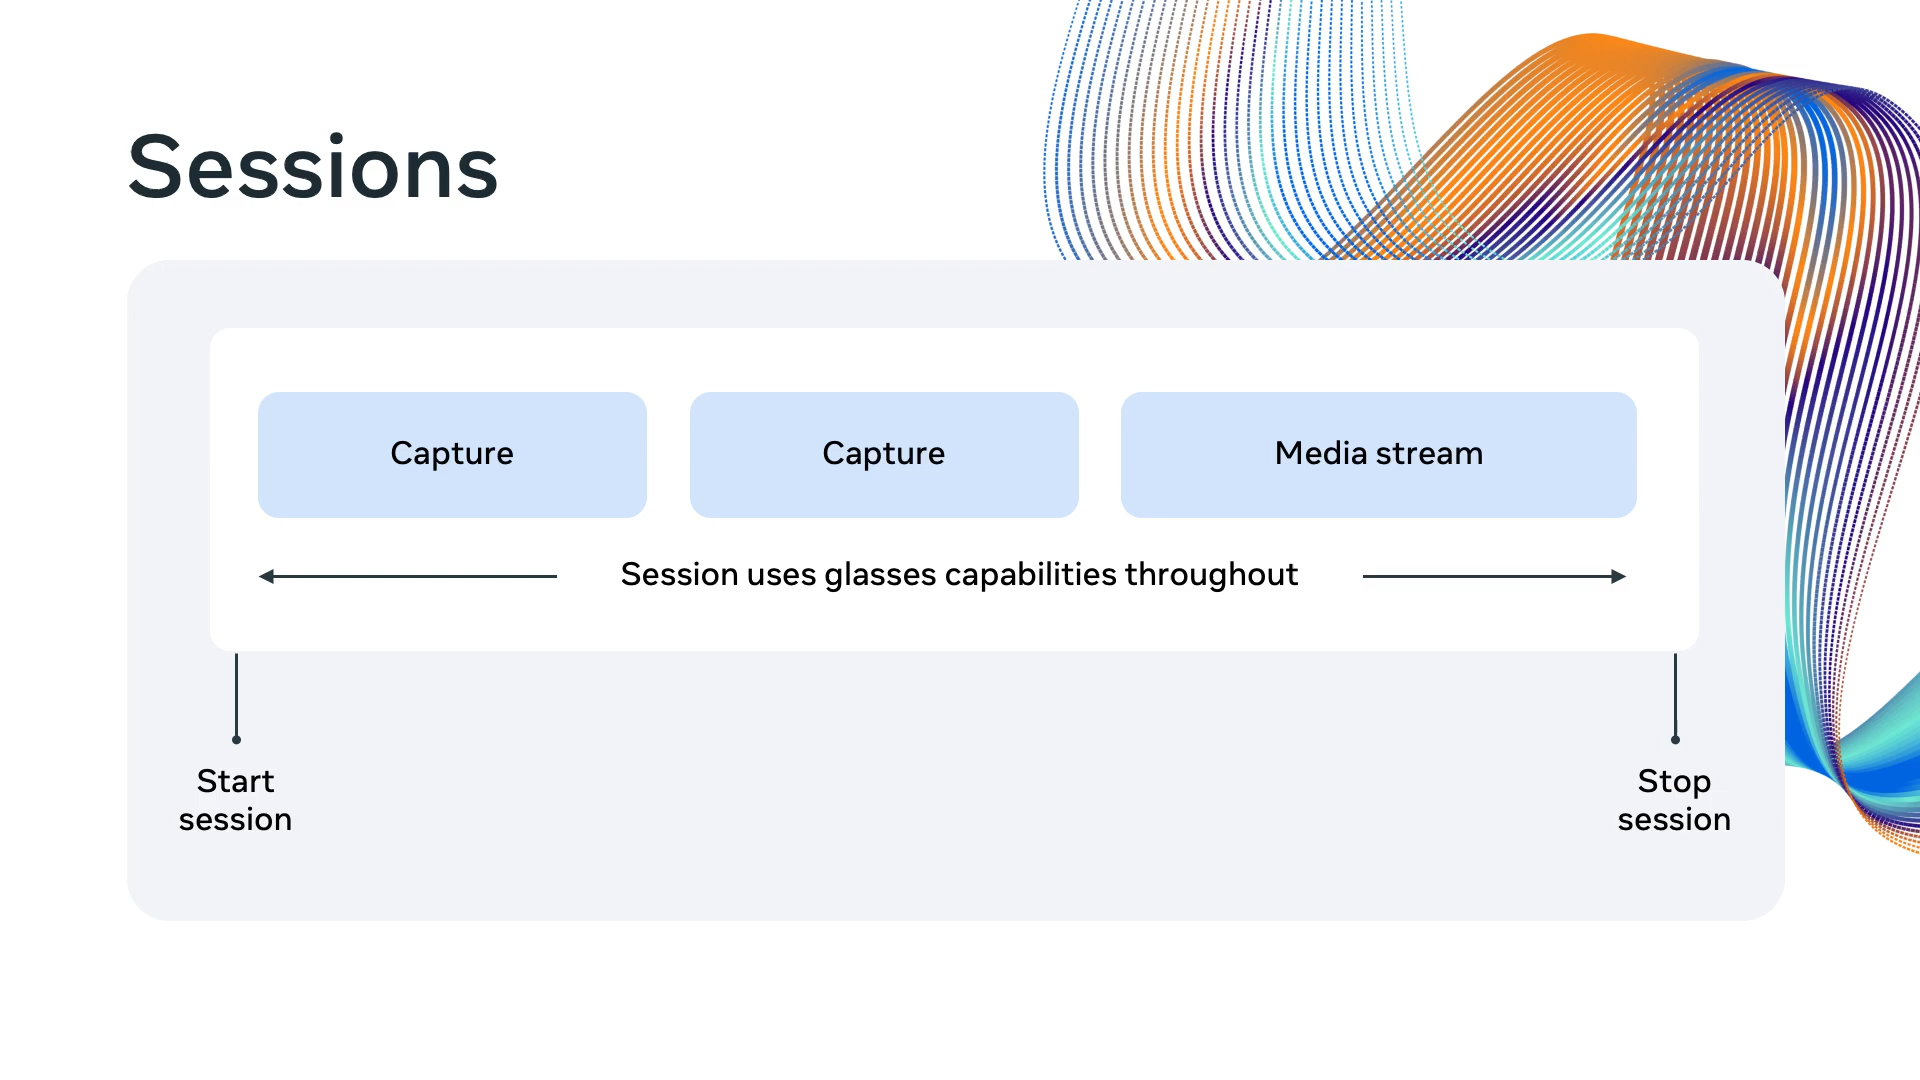 Sessions
Capture
Capture
Media stream
Session uses glasses capabilities throughout
Start
session
Stop
session